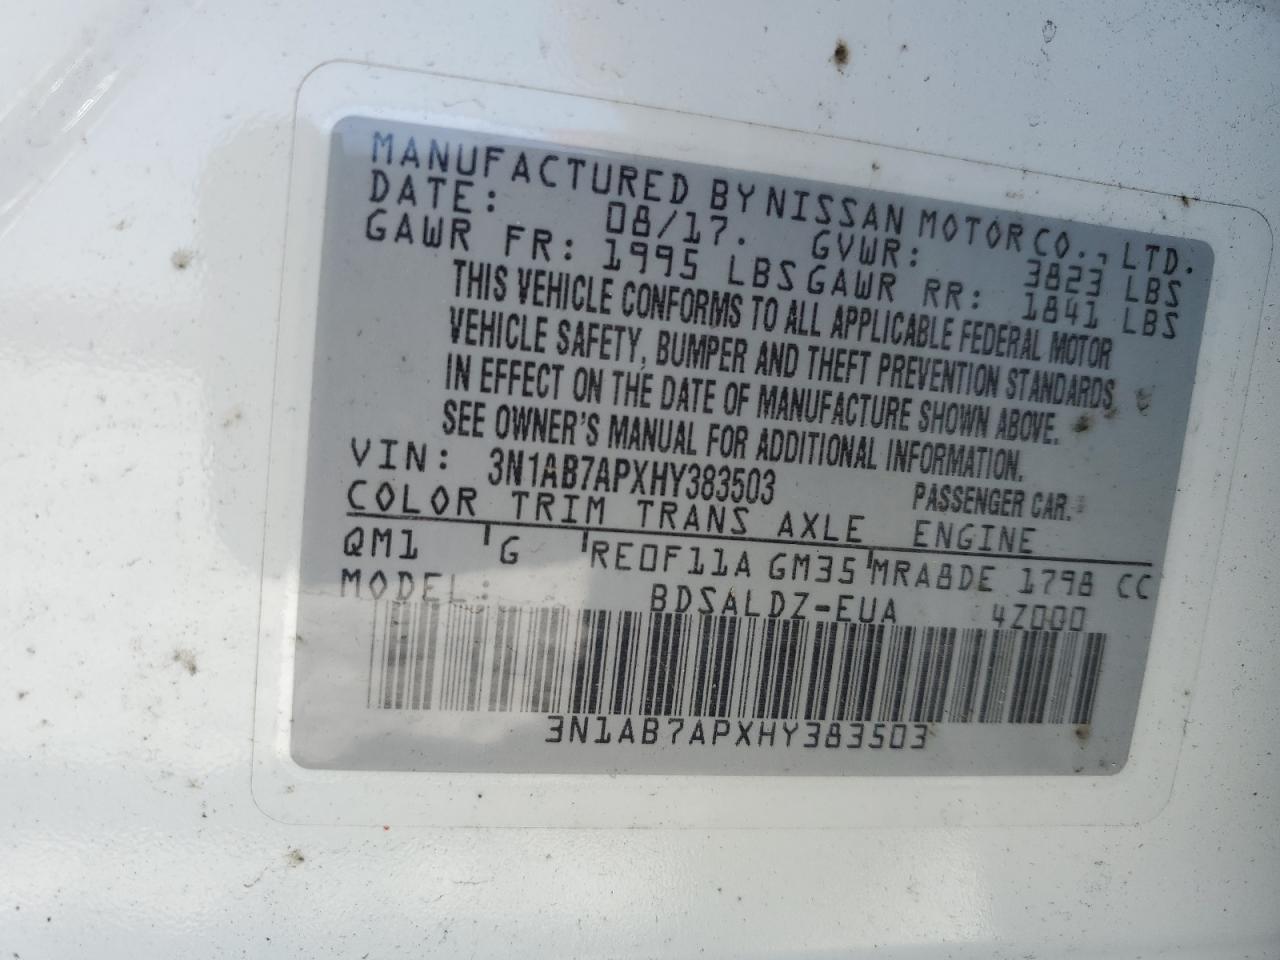 MANUFACTURED BY NISSAN MOTOR CO., LTD.
DATE: 08/17. GVWR: 3823 LBS
GAWR FR: 1995 LBS GAWR RR: 1841 LBS
THIS VEHICLE CONFORMS TO ALL APPLICABLE FEDERAL MOTOR
VEHICLE SAFETY, BUMPER AND THEFT PREVENTION STANDARDS
IN EFFECT ON THE DATE OF MANUFACTURE SHOWN ABOVE.
SEE OWNER'S MANUAL FOR ADDITIONAL INFORMATION.
VIN: 3N1AB7APXHY383503 PASSENGER CAR.
COLOR TRIM TRANS AXLE ENGINE
QM1 G RE0F11A GM35 MRA8DE 1798 CC
MODEL: BDSALDZ-EUA 4Z000
3N1AB7APXHY383503